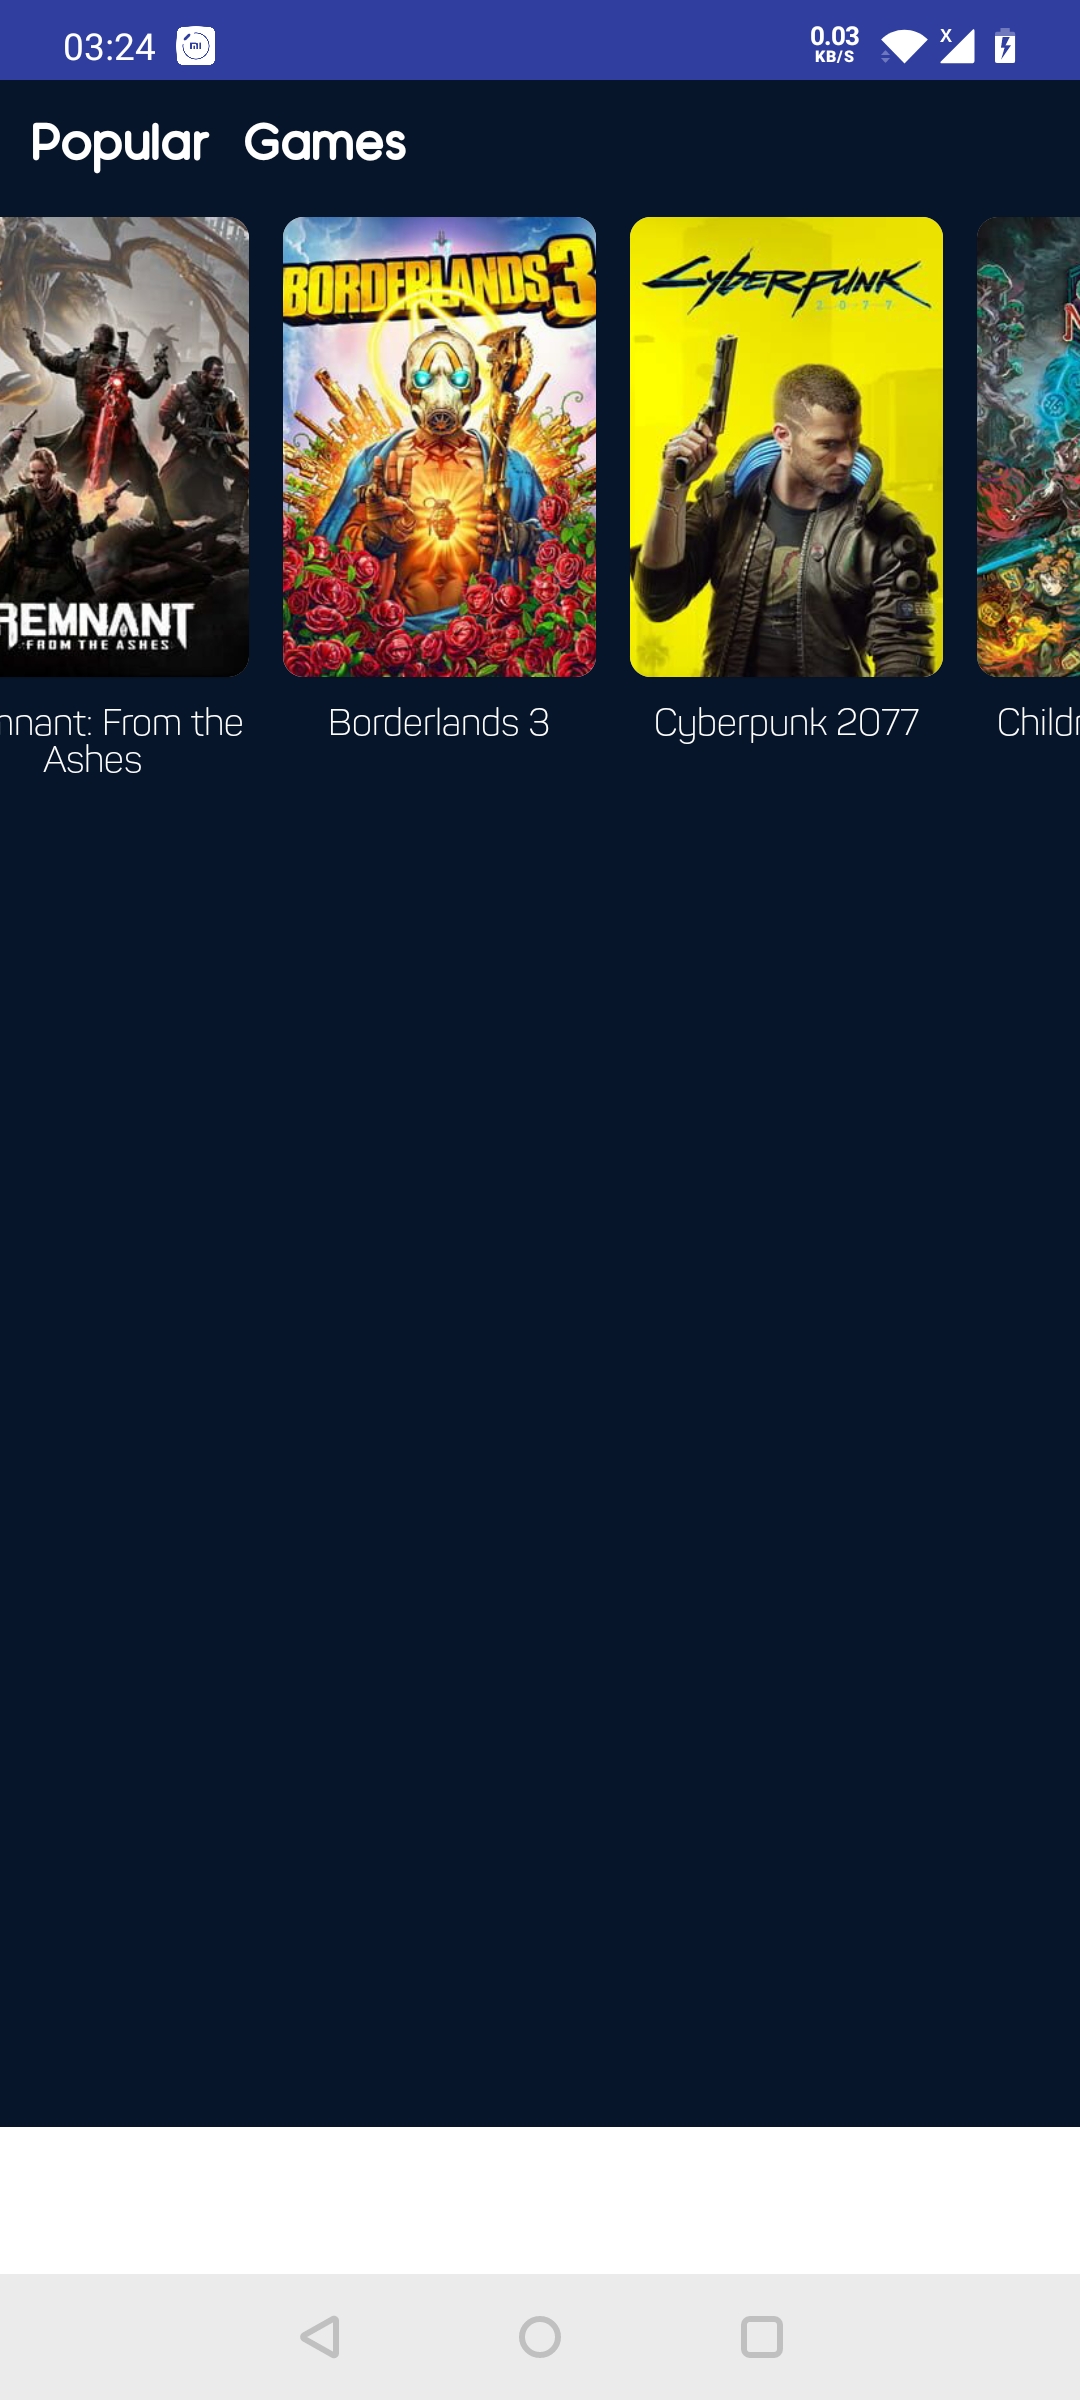 03:24
0.03
KB/S
X
Popular Games
REMNANT
FROM THE ASHES
BORDERLANDS 3
CYBERPUNK
2077
nnant: From the
Ashes
Borderlands 3
Cyberpunk 2077
Childr